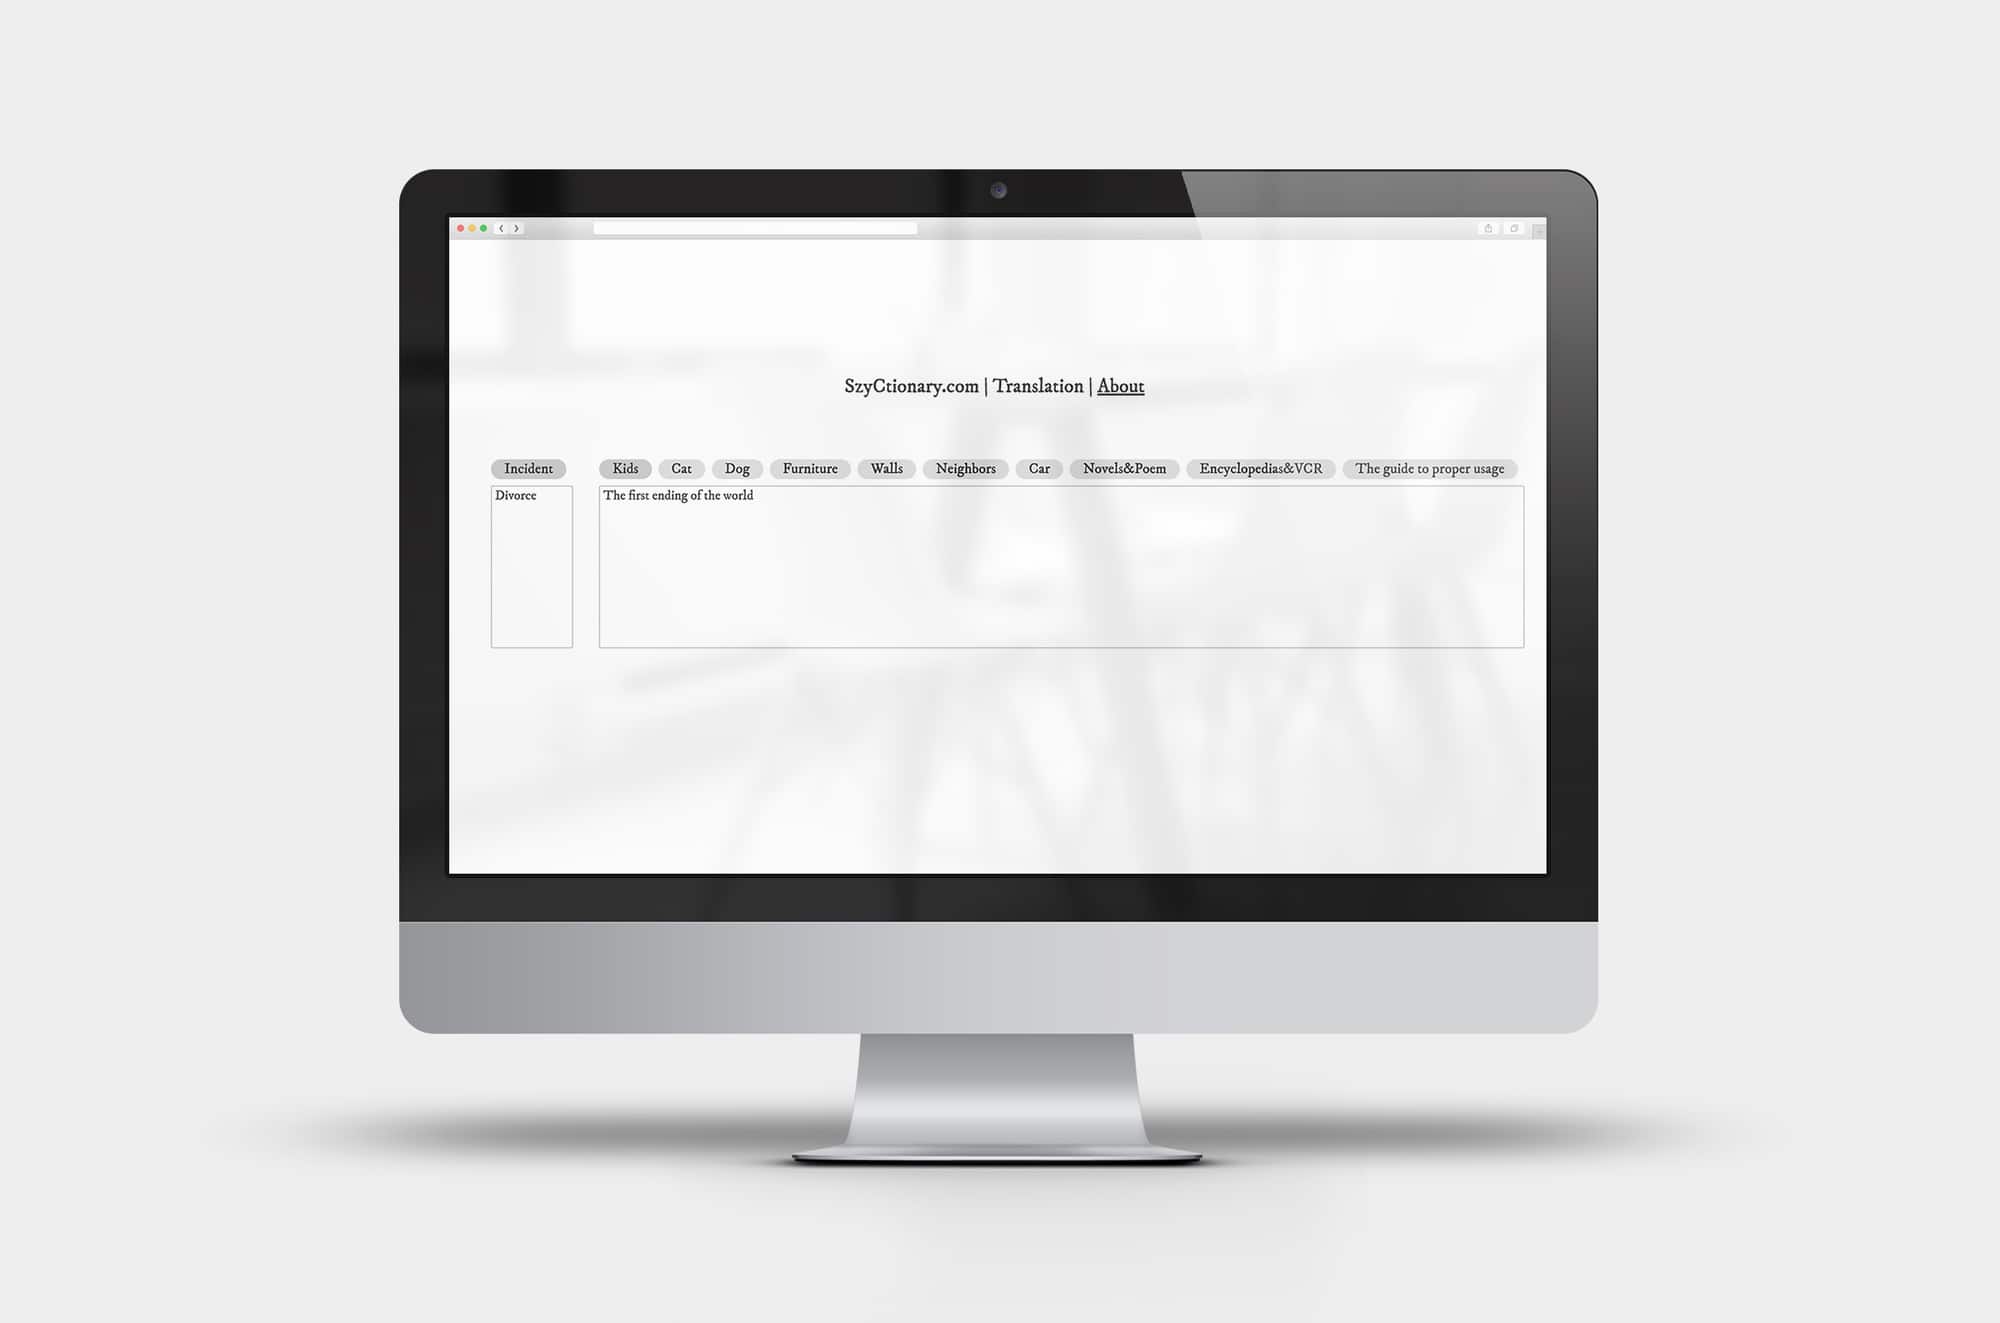 SzyCtionary.com | Translation | About
Incident Kids Cat Dog Furniture Walls Neighbors Car Novels&Poem Encyclopedias&VCR The guide to proper usage
Divorce
The first ending of the world